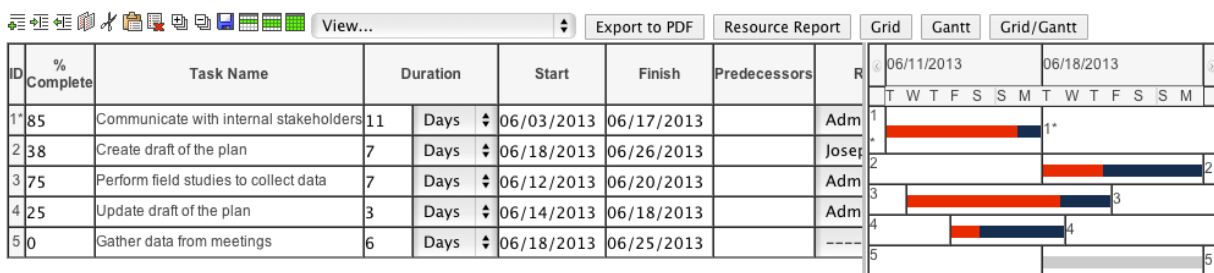 View... Export to PDF Resource Report Grid Gantt Grid/Gantt
ID % Complete Task Name Duration Start Finish Predecessors R 06/11/2013 06/18/2013
T W T F S S M T W T F S S M
1* 85 Communicate with internal stakeholders 11 Days 06/03/2013 06/17/2013 Adm 1 * 1*
2 38 Create draft of the plan 7 Days 06/18/2013 06/26/2013 Josep 2 2
3 75 Perform field studies to collect data 7 Days 06/12/2013 06/20/2013 Adm 3 3
4 25 Update draft of the plan 3 Days 06/14/2013 06/18/2013 Adm 4 4
5 0 Gather data from meetings 6 Days 06/18/2013 06/25/2013 ---- 5 5